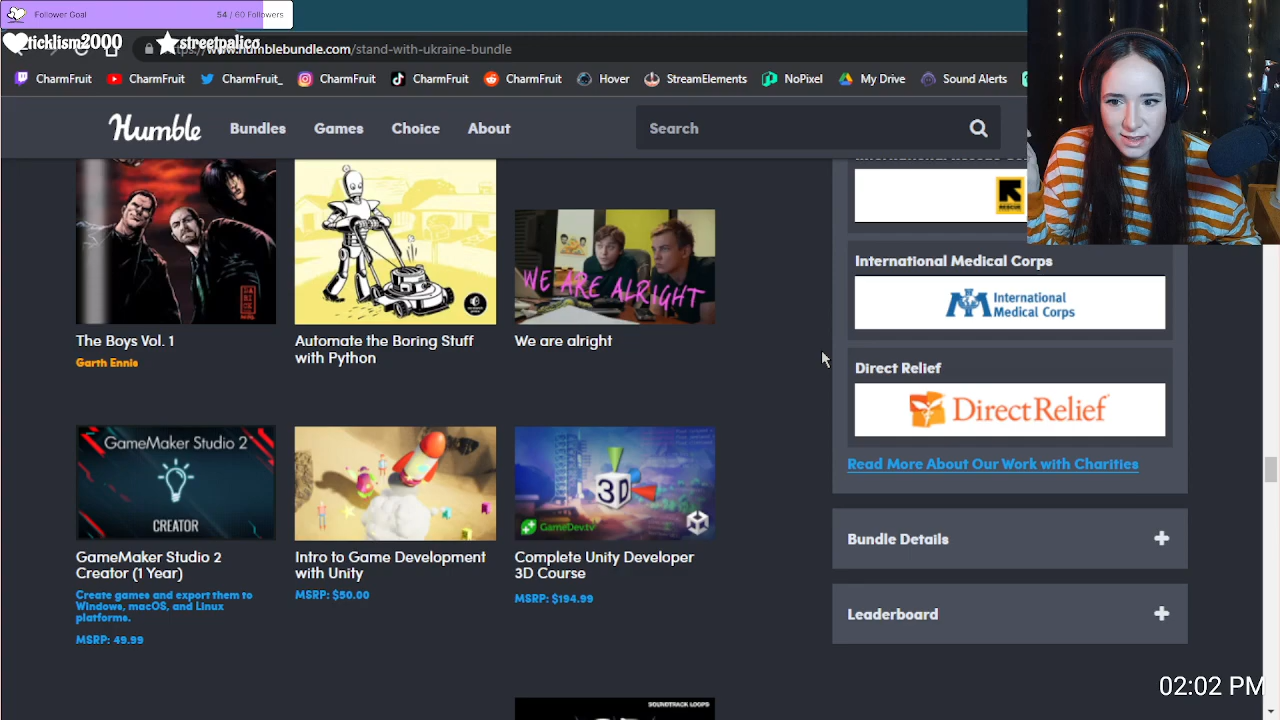 Follower Goal
54 / 60 Followers
ticklism2000
streetpalico
www.humblebundle.com/stand-with-ukraine-bundle
CharmFruit
CharmFruit
CharmFruit_
CharmFruit
CharmFruit
CharmFruit
Hover
StreamElements
NoPixel
My Drive
Sound Alerts
Humble
Bundles
Games
Choice
About
Search
WE ARE ALRIGHT
The Boys Vol. 1
Garth Ennie
Automate the Boring Stuff
with Python
We are alright
RESCUE
International Medical Corps
International
Medical Corps
Direct Relief
DirectRelief
Read More About Our Work with Charities
GameMaker Studio 2
CREATOR
3D
GameDev.tv
GameMaker Studio 2
Creator (1 Year)
Create games and export them to
Windows, macOS, and Linux
platforms.
MSRP: 49.99
Intro to Game Development
with Unity
MSRP: $50.00
Complete Unity Developer
3D Course
MSRP: $194.99
Bundle Details
Leaderboard
SOUNDTRACK LOOPS
02:02 PM